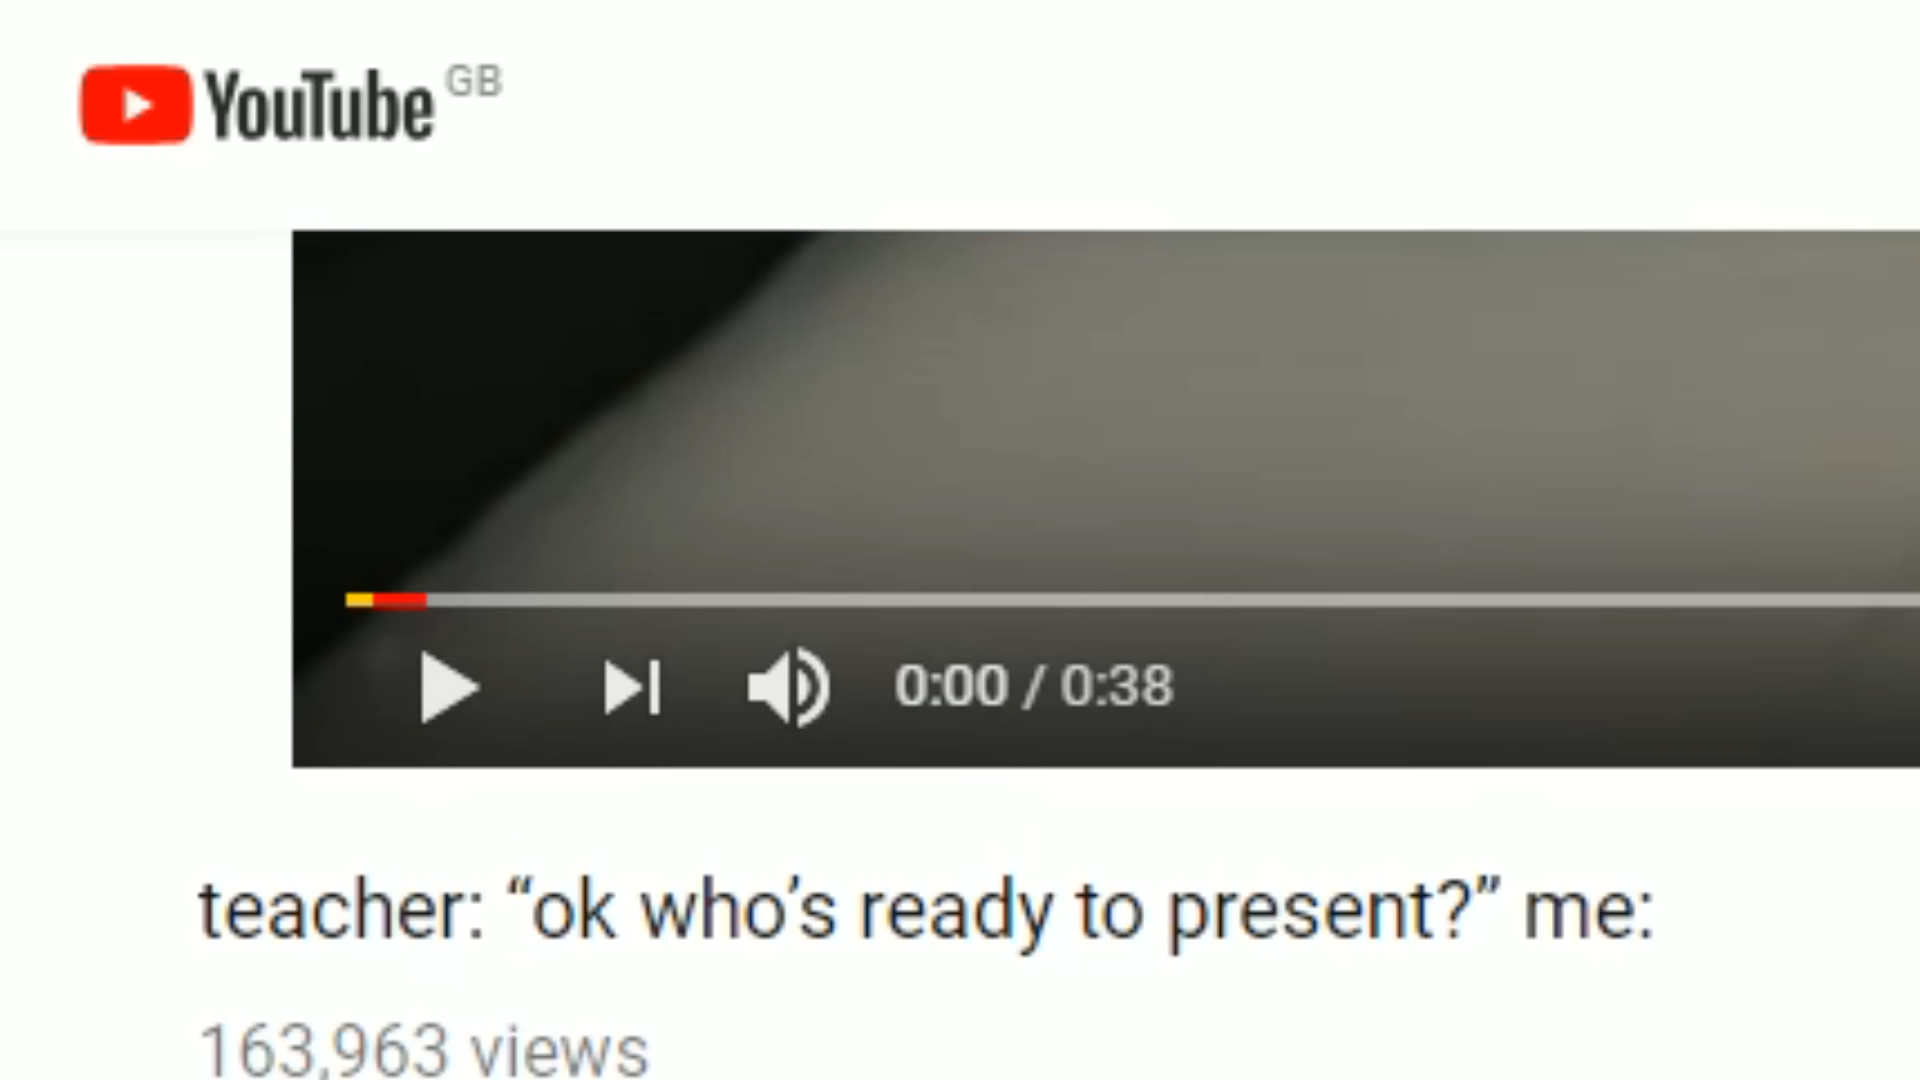 YouTube GB
0:00 / 0:38
teacher: “ok who’s ready to present?” me:
163,963 views